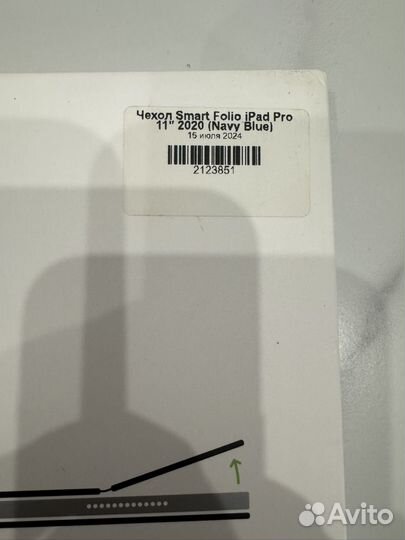 Чехол Smart Folio iPad Pro
11" 2020 (Navy Blue)
15 июля 2024
2123851
Avito